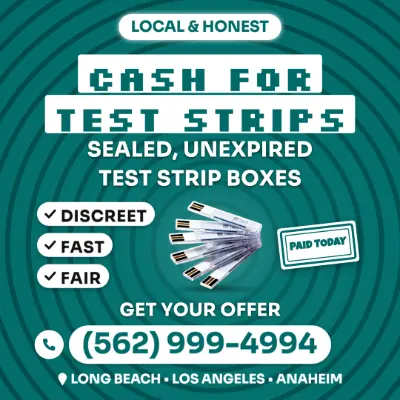 LOCAL & HONEST
CASH FOR
TEST STRIPS
SEALED, UNEXPIRED
TEST STRIP BOXES
DISCREET
FAST
FAIR
PAID TODAY
GET YOUR OFFER
(562) 999-4994
LONG BEACH • LOS ANGELES • ANAHEIM